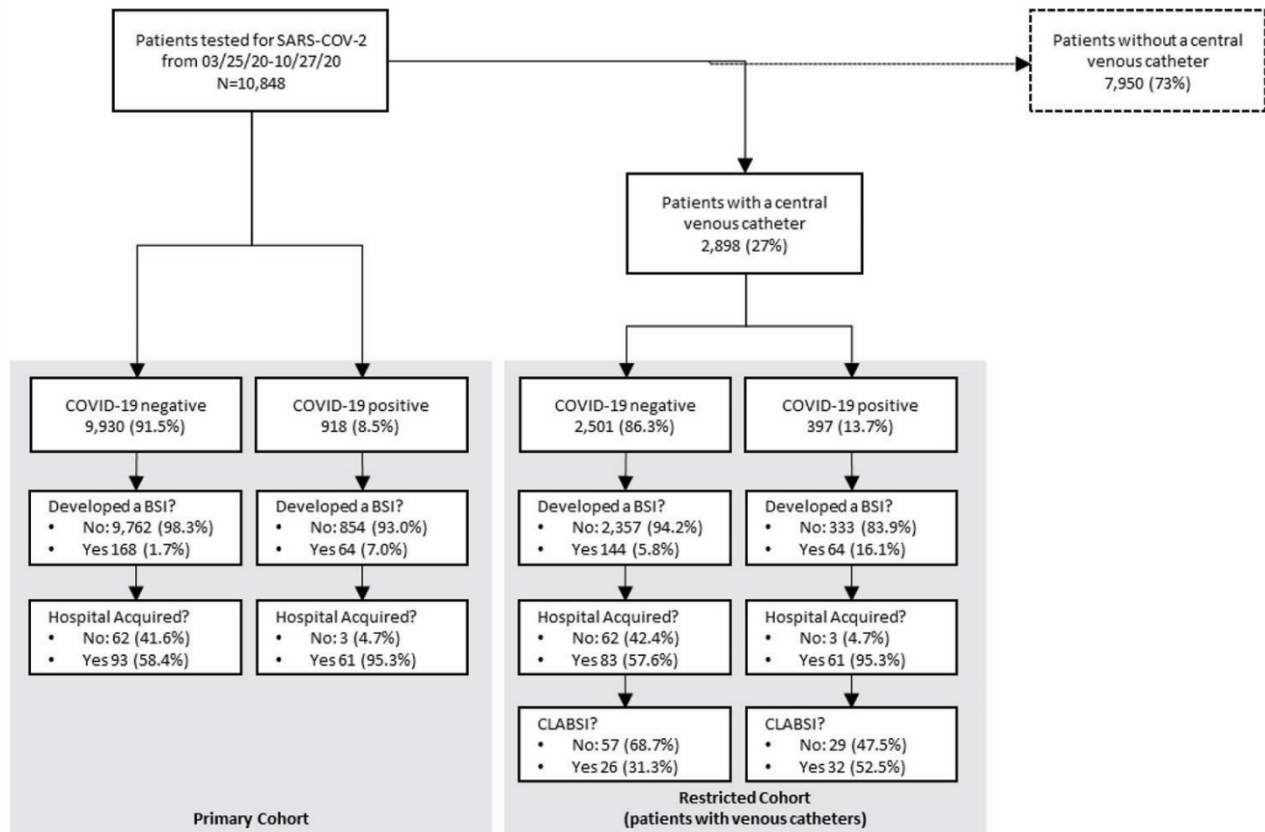 Patients tested for SARS-COV-2
from 03/25/20-10/27/20
N=10,848
Patients without a central
venous catheter
7,950 (73%)
Patients with a central
venous catheter
2,898 (27%)
COVID-19 negative
9,930 (91.5%)
COVID-19 positive
918 (8.5%)
COVID-19 negative
2,501 (86.3%)
COVID-19 positive
397 (13.7%)
Developed a BSI?
• No: 9,762 (98.3%)
• Yes 168 (1.7%)
Developed a BSI?
• No: 854 (93.0%)
• Yes 64 (7.0%)
Developed a BSI?
• No: 2,357 (94.2%)
• Yes 144 (5.8%)
Developed a BSI?
• No: 333 (83.9%)
• Yes 64 (16.1%)
Hospital Acquired?
• No: 62 (41.6%)
• Yes 93 (58.4%)
Hospital Acquired?
• No: 3 (4.7%)
• Yes 61 (95.3%)
Hospital Acquired?
• No: 62 (42.4%)
• Yes 83 (57.6%)
Hospital Acquired?
• No: 3 (4.7%)
• Yes 61 (95.3%)
CLABSI?
• No: 57 (68.7%)
• Yes 26 (31.3%)
CLABSI?
• No: 29 (47.5%)
• Yes 32 (52.5%)
Primary Cohort
Restricted Cohort
(patients with venous catheters)